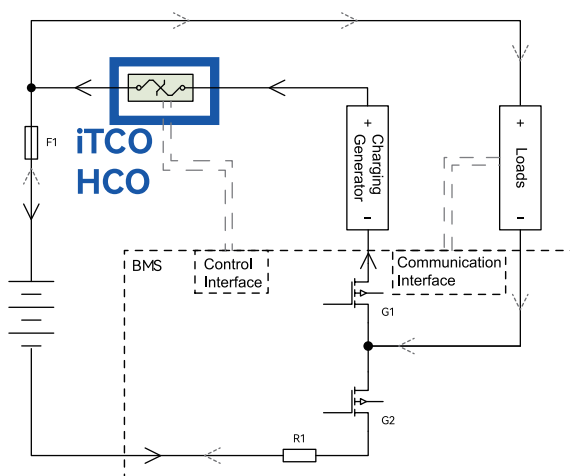 iTCO
HCO
F1
+
Charging
Generator
-
+
Loads
-
BMS
Control
Interface
Communication
Interface
G1
G2
R1